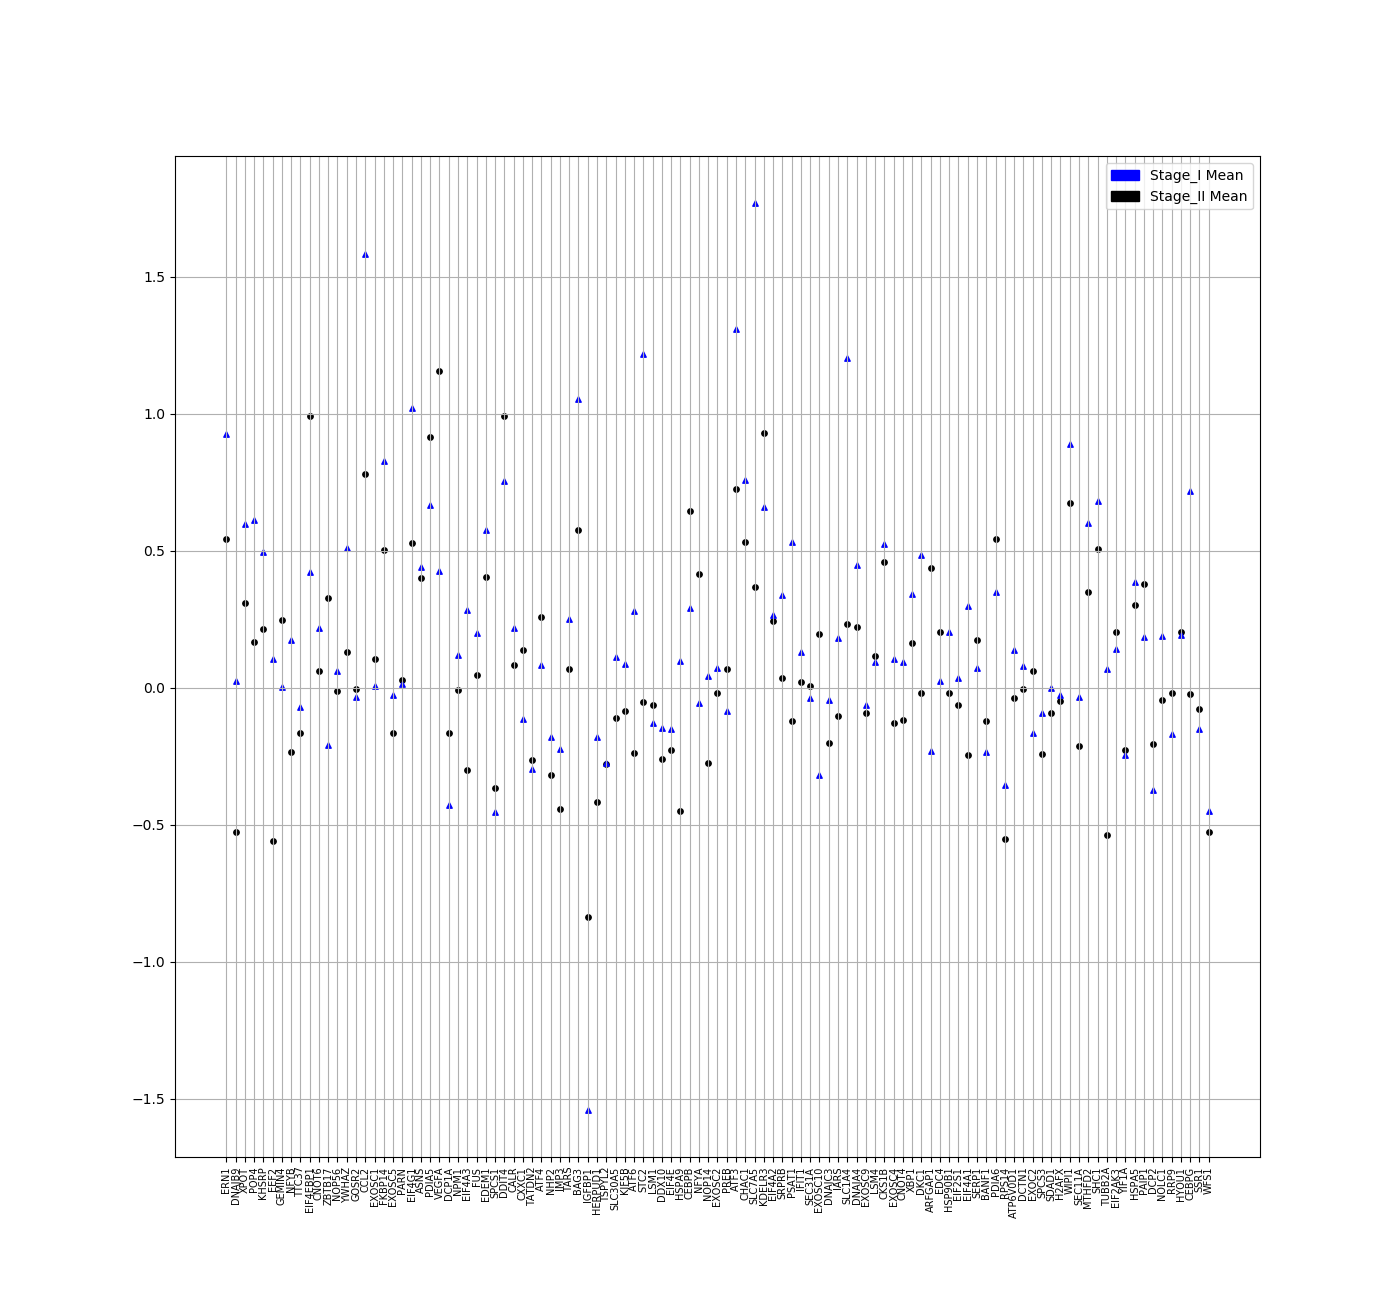 Stage_I Mean
Stage_II Mean
1.5
1.0
0.5
0.0
−0.5
−1.0
−1.5
ERN1
DNAJB9
XPOT
POP4
KHSRP
EEF2
GEMIN4
NFYB
TTC37
EIF4EBP1
CNOT6
ZBTB17
NOP56
YWHAZ
GOSR2
CCL2
EXOSC1
FKBP14
EXOSC5
PARN
EIF4G1
ASNS
PDIA5
VEGFA
DCP1A
NPM1
EIF4A3
FUS
EDEM1
SPCS1
DDIT4
CALR
CXXC1
TATDN2
ATF4
NHP2
IMP3
TARS
BAG3
IGFBP1
HERPUD1
TSPYL2
SLC30A5
KIF5B
ATF6
STC2
LSM1
DDX10
EIF4E
HSPA9
CEBPB
NFYA
NOP14
EXOSC2
PREB
ATF3
CHAC1
SLC7A5
KDELR3
EIF4A2
SRPRB
PSAT1
IFIT1
SEC31A
EXOSC10
DNAJC3
IARS
SLC1A4
DNAJA4
EXOSC9
LSM4
CKS1B
EXOSC4
CNOT4
XBP1
DKC1
ARFGAP1
EDC4
HSP90B1
EIF2S1
EIF4A1
SERP1
BANF1
PDIA6
RPS14
ATP6V0D1
DCTN1
EXOC2
SPCS3
SDAD1
H2AFX
WIPI1
SEC11A
MTHFD2
SHC1
TUBB2A
EIF2AK3
YIF1A
HSPA5
PAIP1
DCP2
NOLC1
RRP9
HYOU1
CEBPG
SSR1
WFS1